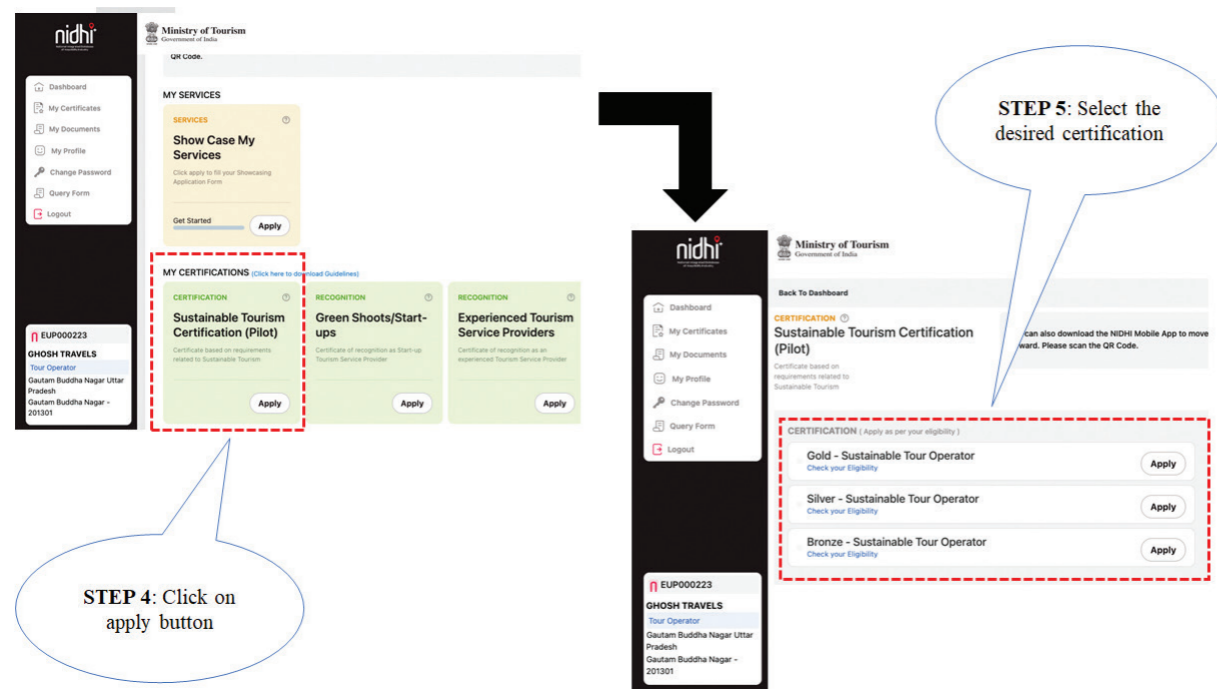 nidhi
Ministry of Tourism
Government of India
QR Code.
Dashboard
My Certificates
My Documents
My Profile
Change Password
Query Form
Logout
MY SERVICES
SERVICES
Show Case My
Services
Click apply to fill your Showcasing
Application Form
Get Started
Apply
MY CERTIFICATIONS (Click here to download Guidelines)
CERTIFICATION
Sustainable Tourism
Certification (Pilot)
Certificate based on requirements
related to Sustainable Tourism
Apply
RECOGNITION
Green Shoots/Start-
ups
Certificate of recognition as Start-up
Tourism Service Provider
Apply
RECOGNITION
Experienced Tourism
Service Providers
Certificate of recognition as an
experienced Tourism Service Provider
Apply
EUP000223
GHOSH TRAVELS
Tour Operator
Gautam Buddha Nagar Uttar
Pradesh
Gautam Buddha Nagar -
201301
STEP 4: Click on
apply button
STEP 5: Select the
desired certification
nidhi
Ministry of Tourism
Government of India
Back To Dashboard
Dashboard
My Certificates
My Documents
My Profile
Change Password
Query Form
Logout
CERTIFICATION
Sustainable Tourism Certification
(Pilot)
Certificate based on
requirements related to
Sustainable Tourism
can also download the NIDHI Mobile App to move
ward. Please scan the QR Code.
CERTIFICATION ( Apply as per your eligibility )
Gold - Sustainable Tour Operator
Check your Eligibility
Apply
Silver - Sustainable Tour Operator
Check your Eligibility
Apply
Bronze - Sustainable Tour Operator
Check your Eligibility
Apply
EUP000223
GHOSH TRAVELS
Tour Operator
Gautam Buddha Nagar Uttar
Pradesh
Gautam Buddha Nagar -
201301